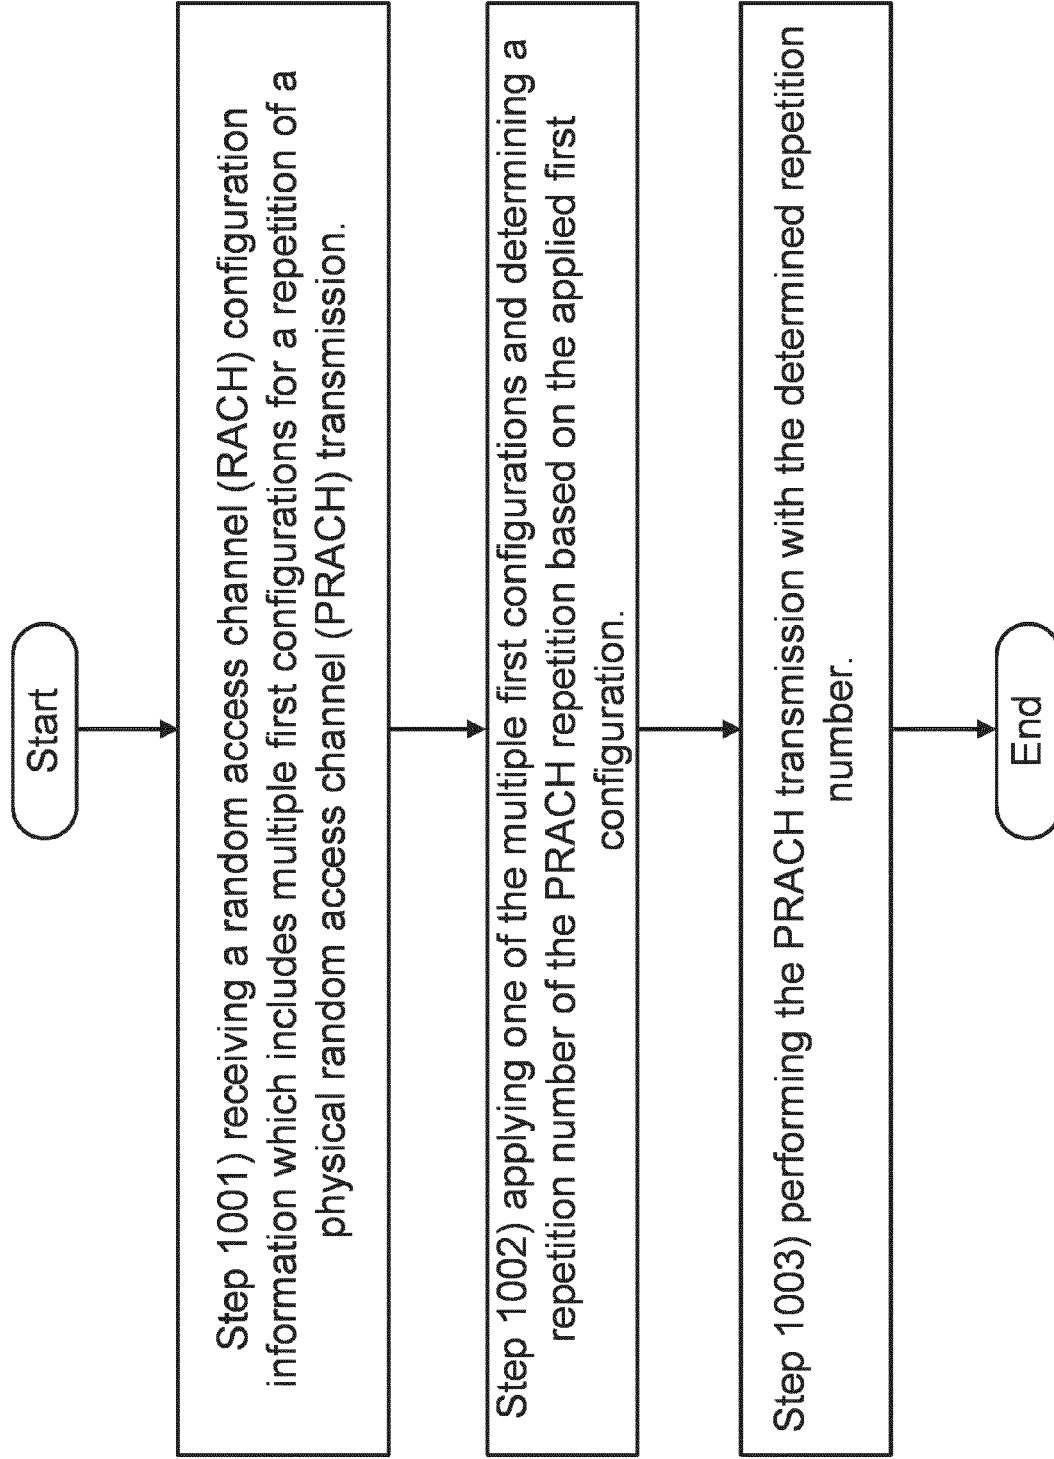 Start
Step 1001) receiving a random access channel (RACH) configuration
information which includes multiple first configurations for a repetition of a
physical random access channel (PRACH) transmission.
Step 1002) applying one of the multiple first configurations and determining a
repetition number of the PRACH repetition based on the applied first
configuration.
Step 1003) performing the PRACH transmission with the determined repetition
number.
End